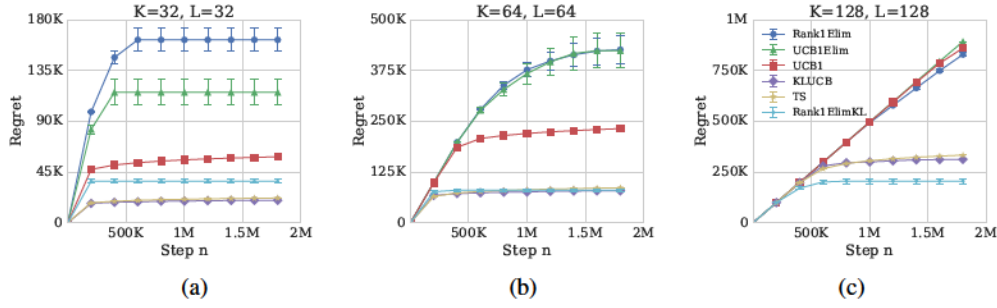 K=32, L=32
180K
135K
90K
45K
0
Regret
500K
1M
1.5M
2M
Step n
(a)
K=64, L=64
500K
375K
250K
125K
0
Regret
500K
1M
1.5M
2M
Step n
(b)
K=128, L=128
1M
750K
500K
250K
0
Regret
500K
1M
1.5M
2M
Step n
Rank1Elim
UCB1Elim
UCB1
KLUCB
TS
Rank1ElimKL
(c)